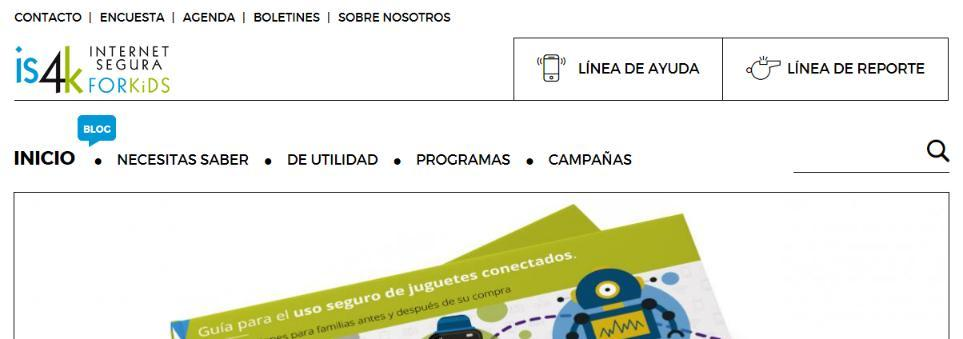 CONTACTO | ENCUESTA | AGENDA | BOLETINES | SOBRE NOSOTROS
is4k INTERNET
SEGURA
FORKiDS
LÍNEA DE AYUDA
LÍNEA DE REPORTE
BLOG
INICIO • NECESITAS SABER • DE UTILIDAD • PROGRAMAS • CAMPAÑAS
Guía para el uso seguro de juguetes conectados.
para familias antes y después de su compra